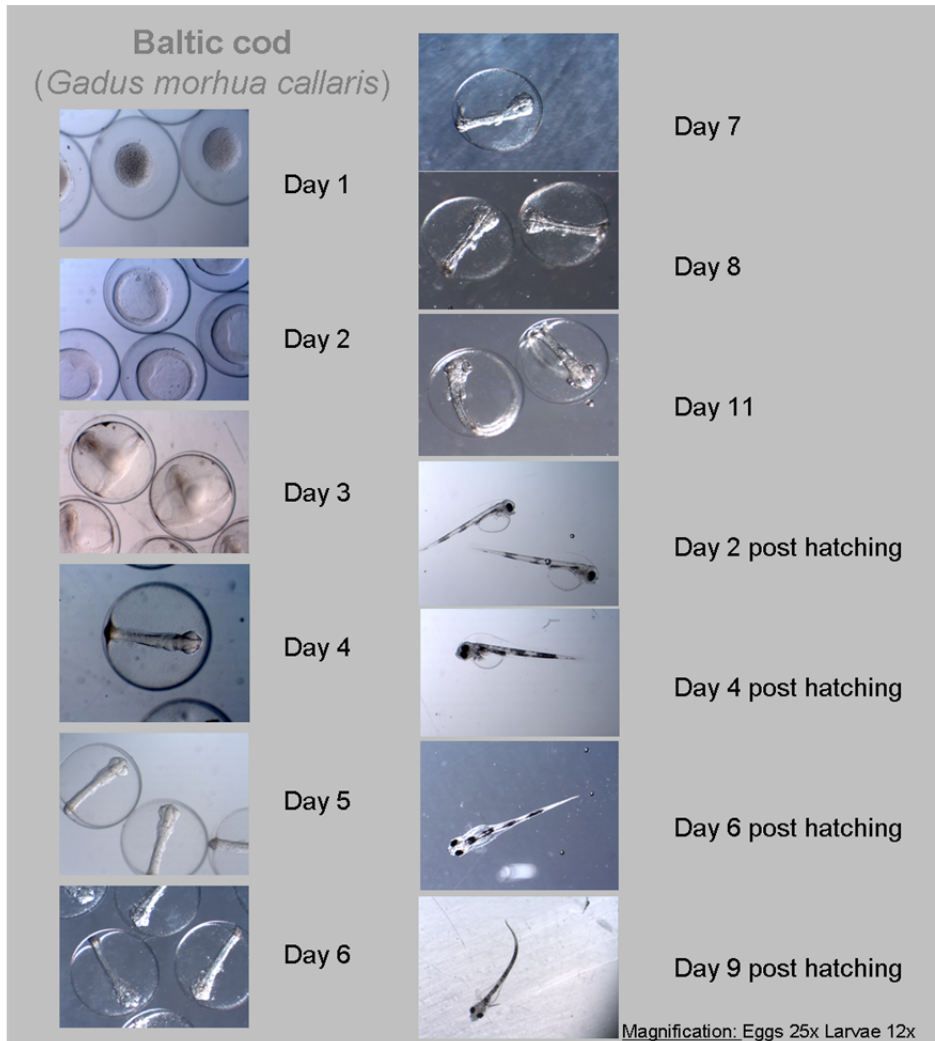 Baltic cod
(Gadus morhua callaris)
Day 1
Day 2
Day 3
Day 4
Day 5
Day 6
Day 7
Day 8
Day 11
Day 2 post hatching
Day 4 post hatching
Day 6 post hatching
Day 9 post hatching
Magnification: Eggs 25x Larvae 12x